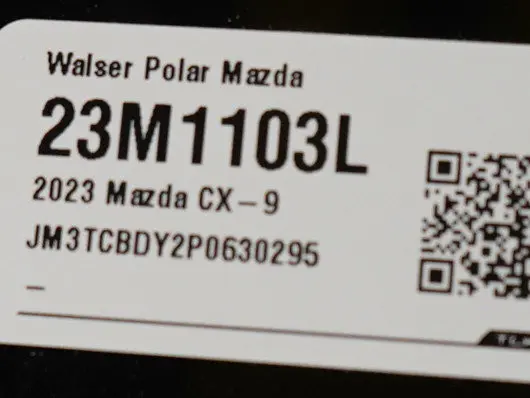 Walser Polar Mazda
23M1103L
2023 Mazda CX-9
JM3TCBDY2P0630295
–